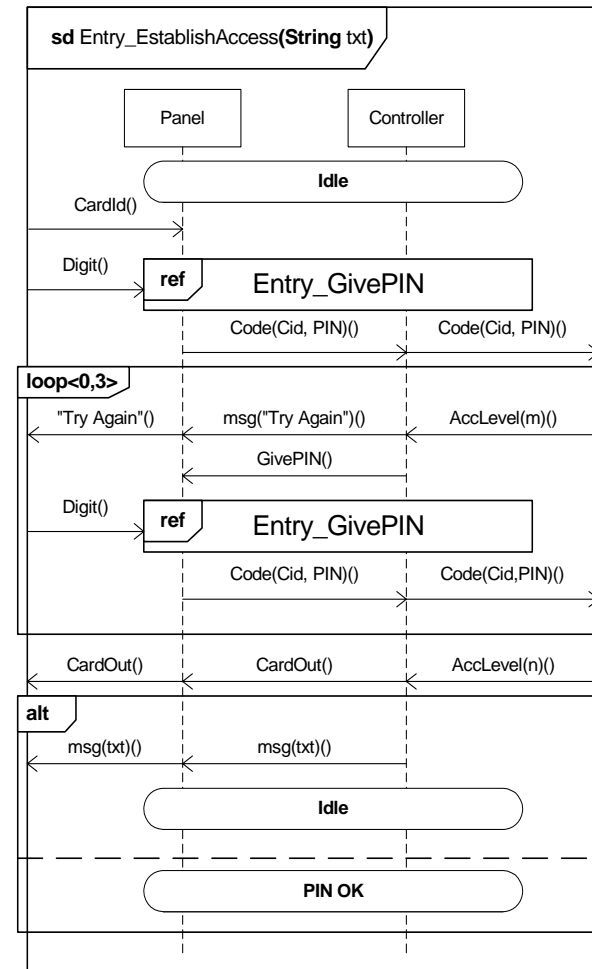 sd Entry_EstablishAccess(String txt)
Panel Controller
Idle
CardId()
Digit()
ref Entry_GivePIN
Code(Cid, PIN)() Code(Cid, PIN)()
loop<0,3>
"Try Again"() msg("Try Again")() AccLevel(m)()
GivePIN()
Digit()
ref Entry_GivePIN
Code(Cid, PIN)() Code(Cid,PIN)()
CardOut() CardOut() AccLevel(n)()
alt
msg(txt)() msg(txt)()
Idle
PIN OK